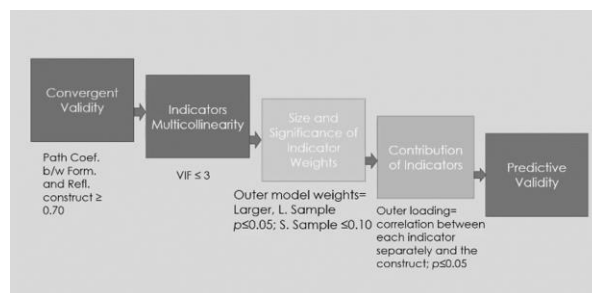 Convergent
Validity
Path Coef.
b/w Form.
and Refl.
construct ≥
0.70
Indicators
Multicollinearity
VIF ≤ 3
Size and
Significance of
Indicator
Weights
Outer model weights=
Larger, L. Sample
p≤0.05; S. Sample ≤0.10
Contribution
of Indicators
Outer loading=
correlation between
each indicator
separately and the
construct; p≤0.05
Predictive
Validity